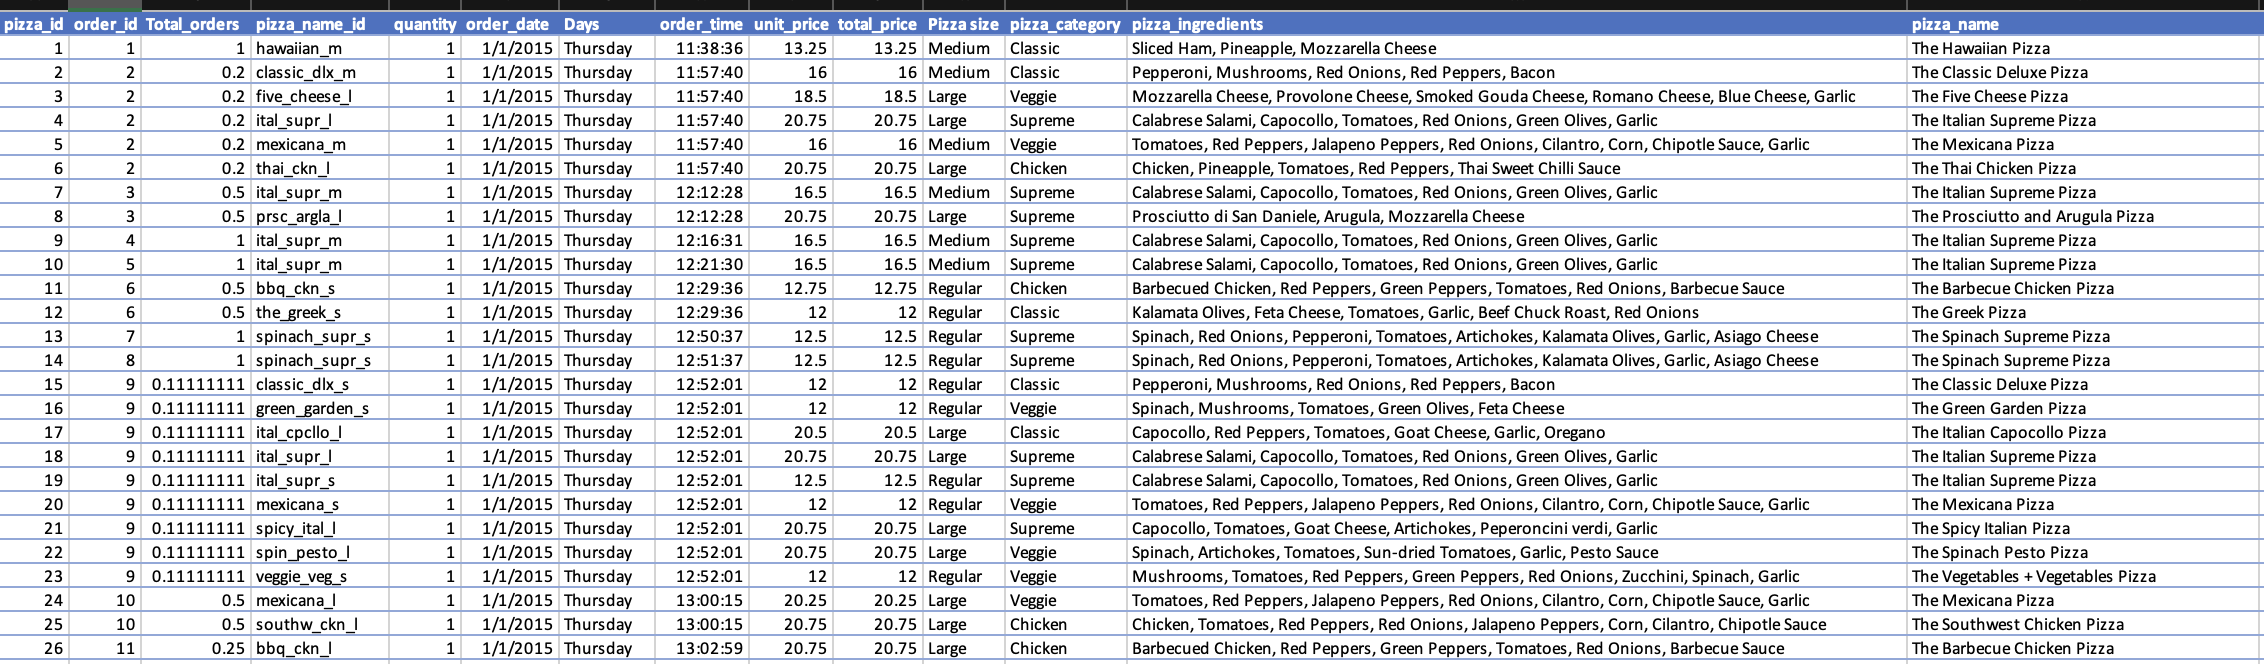 pizza_id order_id Total_orders pizza_name_id quantity order_date Days order_time unit_price total_price Pizza size pizza_category pizza_ingredients pizza_name
1 1 1 hawaiian_m 1 1/1/2015 Thursday 11:38:36 13.25 13.25 Medium Classic Sliced Ham, Pineapple, Mozzarella Cheese The Hawaiian Pizza
2 2 0.2 classic_dlx_m 1 1/1/2015 Thursday 11:57:40 16 16 Medium Classic Pepperoni, Mushrooms, Red Onions, Red Peppers, Bacon The Classic Deluxe Pizza
3 2 0.2 five_cheese_l 1 1/1/2015 Thursday 11:57:40 18.5 18.5 Large Veggie Mozzarella Cheese, Provolone Cheese, Smoked Gouda Cheese, Romano Cheese, Blue Cheese, Garlic The Five Cheese Pizza
4 2 0.2 ital_supr_l 1 1/1/2015 Thursday 11:57:40 20.75 20.75 Large Supreme Calabrese Salami, Capocollo, Tomatoes, Red Onions, Green Olives, Garlic The Italian Supreme Pizza
5 2 0.2 mexicana_m 1 1/1/2015 Thursday 11:57:40 16 16 Medium Veggie Tomatoes, Red Peppers, Jalapeno Peppers, Red Onions, Cilantro, Corn, Chipotle Sauce, Garlic The Mexicana Pizza
6 2 0.2 thai_ckn_l 1 1/1/2015 Thursday 11:57:40 20.75 20.75 Large Chicken Chicken, Pineapple, Tomatoes, Red Peppers, Thai Sweet Chilli Sauce The Thai Chicken Pizza
7 3 0.5 ital_supr_m 1 1/1/2015 Thursday 12:12:28 16.5 16.5 Medium Supreme Calabrese Salami, Capocollo, Tomatoes, Red Onions, Green Olives, Garlic The Italian Supreme Pizza
8 3 0.5 prsc_argla_l 1 1/1/2015 Thursday 12:12:28 20.75 20.75 Large Supreme Prosciutto di San Daniele, Arugula, Mozzarella Cheese The Prosciutto and Arugula Pizza
9 4 1 ital_supr_m 1 1/1/2015 Thursday 12:16:31 16.5 16.5 Medium Supreme Calabrese Salami, Capocollo, Tomatoes, Red Onions, Green Olives, Garlic The Italian Supreme Pizza
10 5 1 ital_supr_m 1 1/1/2015 Thursday 12:21:30 16.5 16.5 Medium Supreme Calabrese Salami, Capocollo, Tomatoes, Red Onions, Green Olives, Garlic The Italian Supreme Pizza
11 6 0.5 bbq_ckn_s 1 1/1/2015 Thursday 12:29:36 12.75 12.75 Regular Chicken Barbecued Chicken, Red Peppers, Green Peppers, Tomatoes, Red Onions, Barbecue Sauce The Barbecue Chicken Pizza
12 6 0.5 the_greek_s 1 1/1/2015 Thursday 12:29:36 12 12 Regular Classic Kalamata Olives, Feta Cheese, Tomatoes, Garlic, Beef Chuck Roast, Red Onions The Greek Pizza
13 7 1 spinach_supr_s 1 1/1/2015 Thursday 12:50:37 12.5 12.5 Regular Supreme Spinach, Red Onions, Pepperoni, Tomatoes, Artichokes, Kalamata Olives, Garlic, Asiago Cheese The Spinach Supreme Pizza
14 8 1 spinach_supr_s 1 1/1/2015 Thursday 12:51:37 12.5 12.5 Regular Supreme Spinach, Red Onions, Pepperoni, Tomatoes, Artichokes, Kalamata Olives, Garlic, Asiago Cheese The Spinach Supreme Pizza
15 9 0.11111111 classic_dlx_s 1 1/1/2015 Thursday 12:52:01 12 12 Regular Classic Pepperoni, Mushrooms, Red Onions, Red Peppers, Bacon The Classic Deluxe Pizza
16 9 0.11111111 green_garden_s 1 1/1/2015 Thursday 12:52:01 12 12 Regular Veggie Spinach, Mushrooms, Tomatoes, Green Olives, Feta Cheese The Green Garden Pizza
17 9 0.11111111 ital_cpcllo_l 1 1/1/2015 Thursday 12:52:01 20.5 20.5 Large Classic Capocollo, Red Peppers, Tomatoes, Goat Cheese, Garlic, Oregano The Italian Capocollo Pizza
18 9 0.11111111 ital_supr_l 1 1/1/2015 Thursday 12:52:01 20.75 20.75 Large Supreme Calabrese Salami, Capocollo, Tomatoes, Red Onions, Green Olives, Garlic The Italian Supreme Pizza
19 9 0.11111111 ital_supr_s 1 1/1/2015 Thursday 12:52:01 12.5 12.5 Regular Supreme Calabrese Salami, Capocollo, Tomatoes, Red Onions, Green Olives, Garlic The Italian Supreme Pizza
20 9 0.11111111 mexicana_s 1 1/1/2015 Thursday 12:52:01 12 12 Regular Veggie Tomatoes, Red Peppers, Jalapeno Peppers, Red Onions, Cilantro, Corn, Chipotle Sauce, Garlic The Mexicana Pizza
21 9 0.11111111 spicy_ital_l 1 1/1/2015 Thursday 12:52:01 20.75 20.75 Large Supreme Capocollo, Tomatoes, Goat Cheese, Artichokes, Peperoncini verdi, Garlic The Spicy Italian Pizza
22 9 0.11111111 spin_pesto_l 1 1/1/2015 Thursday 12:52:01 20.75 20.75 Large Veggie Spinach, Artichokes, Tomatoes, Sun-dried Tomatoes, Garlic, Pesto Sauce The Spinach Pesto Pizza
23 9 0.11111111 veggie_veg_s 1 1/1/2015 Thursday 12:52:01 12 12 Regular Veggie Mushrooms, Tomatoes, Red Peppers, Green Peppers, Red Onions, Zucchini, Spinach, Garlic The Vegetables + Vegetables Pizza
24 10 0.5 mexicana_l 1 1/1/2015 Thursday 13:00:15 20.25 20.25 Large Veggie Tomatoes, Red Peppers, Jalapeno Peppers, Red Onions, Cilantro, Corn, Chipotle Sauce, Garlic The Mexicana Pizza
25 10 0.5 southw_ckn_l 1 1/1/2015 Thursday 13:00:15 20.75 20.75 Large Chicken Chicken, Tomatoes, Red Peppers, Red Onions, Jalapeno Peppers, Corn, Cilantro, Chipotle Sauce The Southwest Chicken Pizza
26 11 0.25 bbq_ckn_l 1 1/1/2015 Thursday 13:02:59 20.75 20.75 Large Chicken Barbecued Chicken, Red Peppers, Green Peppers, Tomatoes, Red Onions, Barbecue Sauce The Barbecue Chicken Pizza